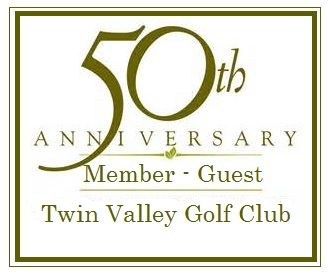 50th
ANNIVERSARY
Member - Guest
Twin Valley Golf Club